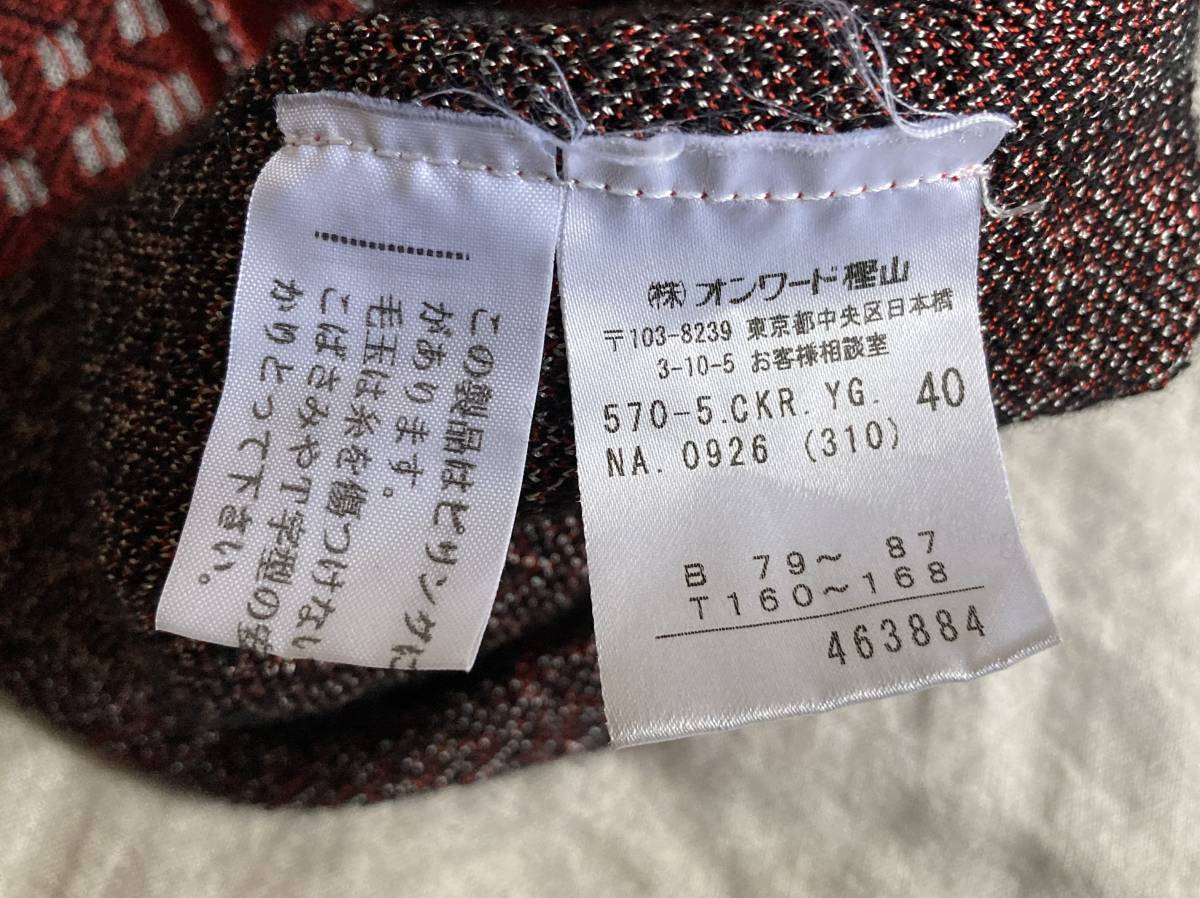 この製品はピリングに
があります。
毛玉は糸を傷つけない
こばさみやT字型の
かりとって下さい。
(株)オンワード樫山
〒103-8239 東京都中央区日本橋
3-10-5 お客様相談室
570-5.CKR.YG. 40
NA.0926 (310)
B 79～ 87
T160～168
463884